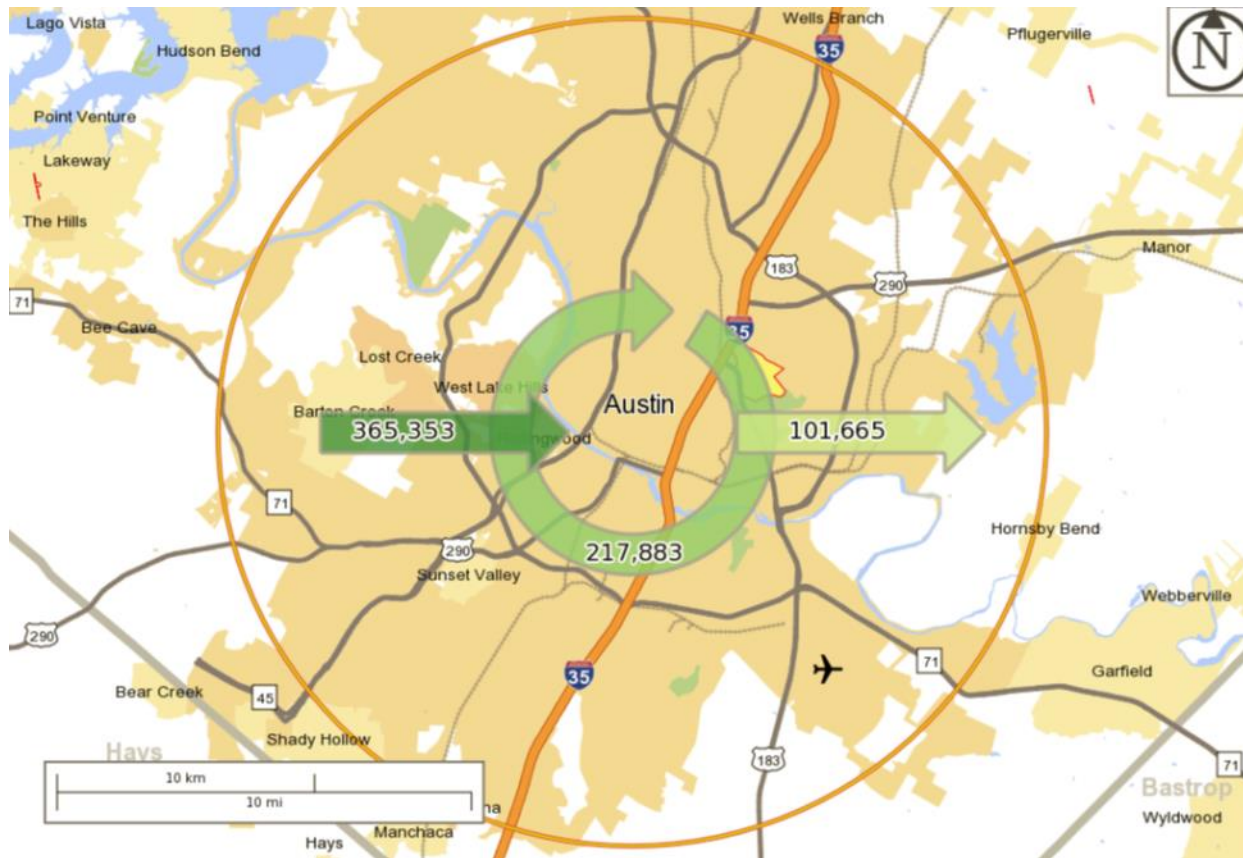 Lago Vista
Wells Branch
Hudson Bend
35
Pflugerville
N
Point Venture
Lakeway
The Hills
Manor
183
290
71
Bee Cave
35
Lost Creek
West Lake Hills
Austin
Barton Creek
365,353
101,665
71
Hornsby Bend
290
217,883
Sunset Valley
Webberville
290
35
71
Garfield
Bear Creek
45
Shady Hollow
Hays
183
71
10 km
Bastrop
10 mi
na
Wyldwood
Manchaca
Hays